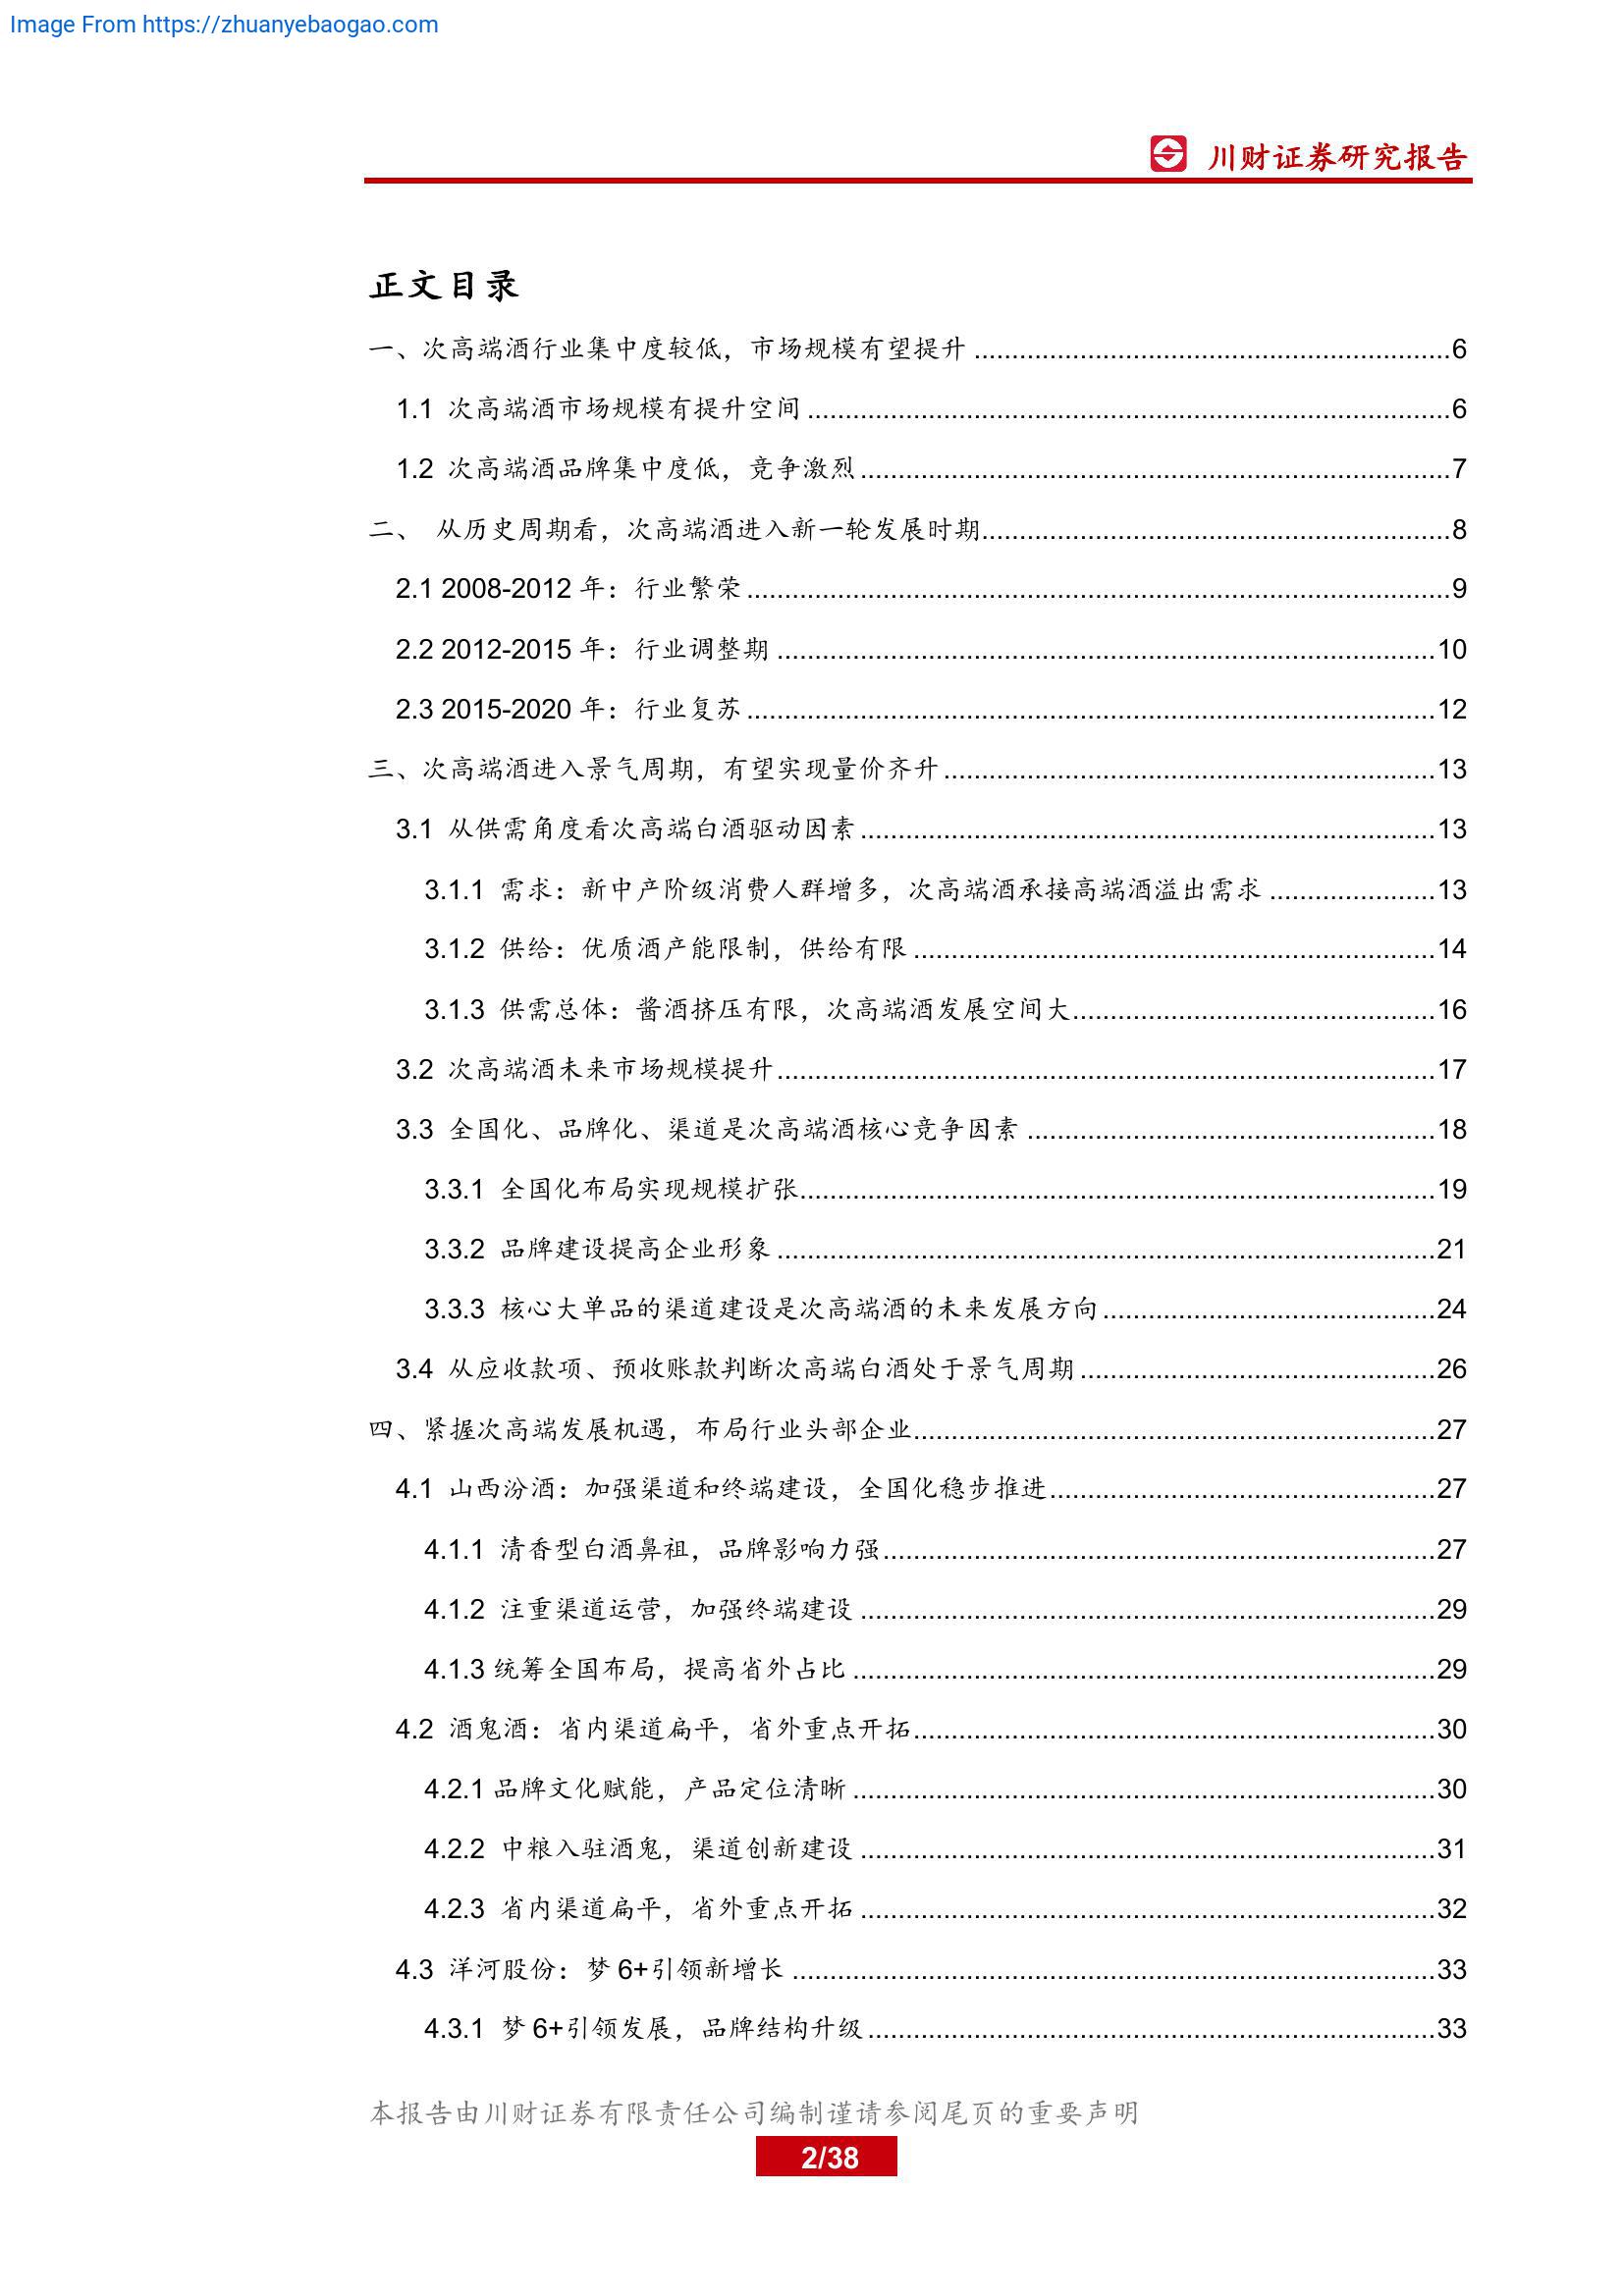 Image From https://zhuanyebaogao.com
川财证券研究报告
正文目录
一、次高端酒行业集中度较低，市场规模有望提升 ................................................................6
1.1 次高端酒市场规模有提升空间 ................................................................6
1.2 次高端酒品牌集中度低，竞争激烈 ................................................................7
二、 从历史周期看，次高端酒进入新一轮发展时期................................................................8
2.1 2008-2012 年：行业繁荣 ................................................................9
2.2 2012-2015 年：行业调整期 ................................................................10
2.3 2015-2020 年：行业复苏 ................................................................12
三、次高端酒进入景气周期，有望实现量价齐升................................................................13
3.1 从供需角度看次高端白酒驱动因素 ................................................................13
3.1.1 需求：新中产阶级消费人群增多，次高端酒承接高端酒溢出需求 ......................13
3.1.2 供给：优质酒产能限制，供给有限 ................................................................14
3.1.3 供需总体：酱酒挤压有限，次高端酒发展空间大................................................16
3.2 次高端酒未来市场规模提升................................................................17
3.3 全国化、品牌化、渠道是次高端酒核心竞争因素 ......................................................18
3.3.1 全国化布局实现规模扩张................................................................19
3.3.2 品牌建设提高企业形象 ................................................................21
3.3.3 核心大单品的渠道建设是次高端酒的未来发展方向............................................24
3.4 从应收款项、预收账款判断次高端白酒处于景气周期 ...............................................26
四、紧握次高端发展机遇，布局行业头部企业................................................................27
4.1 山西汾酒：加强渠道和终端建设，全国化稳步推进...................................................27
4.1.1 清香型白酒鼻祖，品牌影响力强................................................................27
4.1.2 注重渠道运营，加强终端建设 ................................................................29
4.1.3 统筹全国布局，提高省外占比 ................................................................29
4.2 酒鬼酒：省内渠道扁平，省外重点开拓................................................................30
4.2.1 品牌文化赋能，产品定位清晰 ................................................................30
4.2.2 中粮入驻酒鬼，渠道创新建设 ................................................................31
4.2.3 省内渠道扁平，省外重点开拓 ................................................................32
4.3 洋河股份：梦 6+引领新增长 ................................................................33
4.3.1 梦 6+引领发展，品牌结构升级................................................................33
本报告由川财证券有限责任公司编制谨请参阅尾页的重要声明
2/38